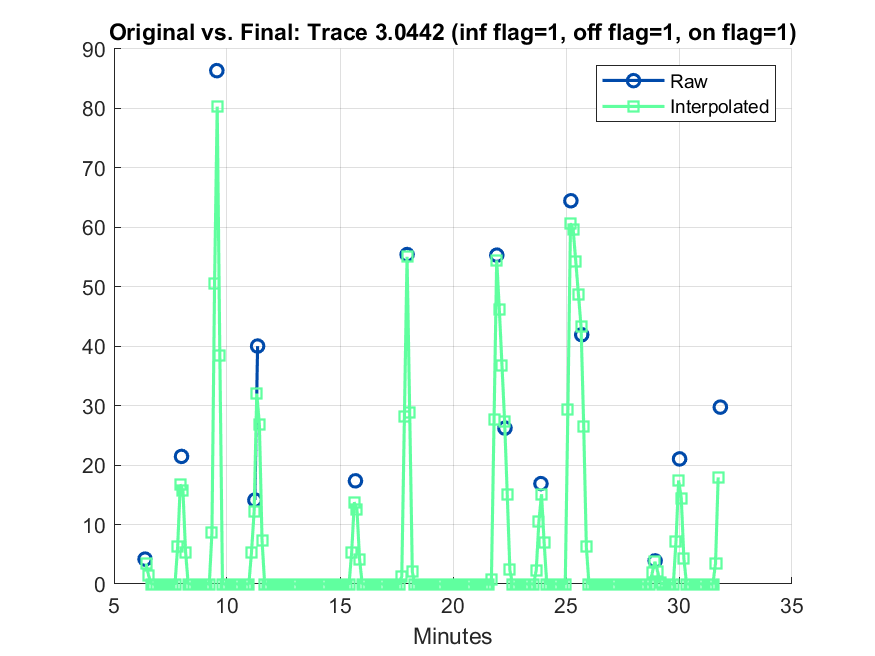 Original vs. Final: Trace 3.0442 (inf flag=1, off flag=1, on flag=1)
90
80
70
60
50
40
30
20
10
0
Raw
Interpolated
5 10 15 20 25 30 35
Minutes